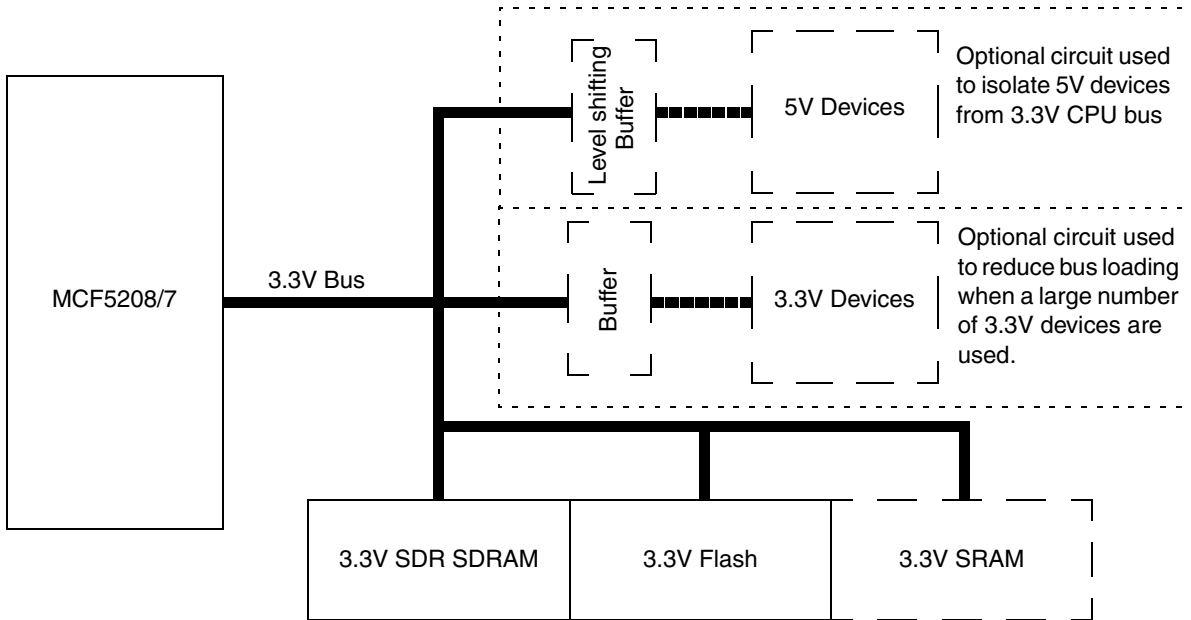 MCF5208/7
3.3V Bus
Level shifting
Buffer
5V Devices
Optional circuit used
to isolate 5V devices
from 3.3V CPU bus
Buffer
3.3V Devices
Optional circuit used
to reduce bus loading
when a large number
of 3.3V devices are
used.
3.3V SDR SDRAM
3.3V Flash
3.3V SRAM